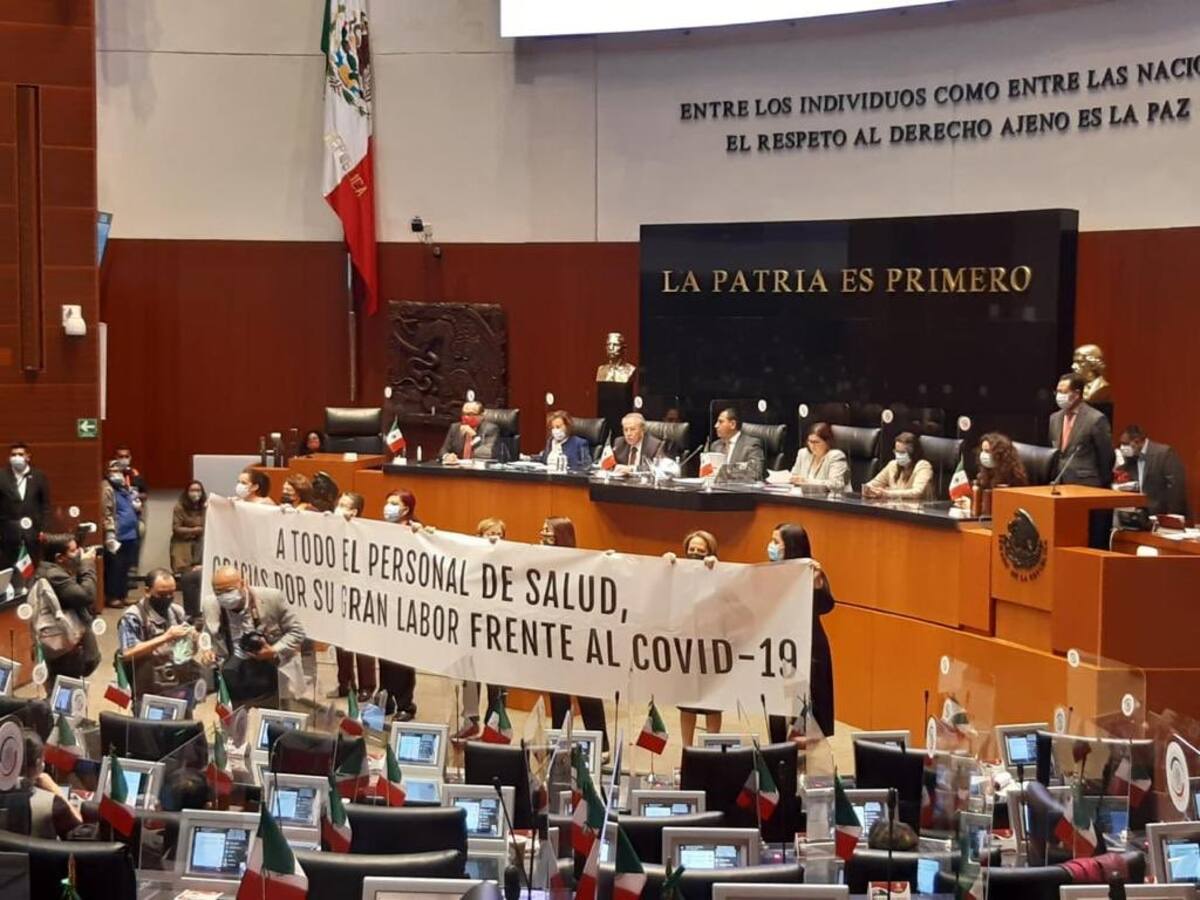 ENTRE LOS INDIVIDUOS COMO ENTRE LAS
EL RESPETO AL DERECHO AJENO ES LA PAZ
LA PATRIA ES PRIMERO
A TODO EL PERSONAL DE SALUD,
GRACIAS POR SU GRAN LABOR FRENTE AL COVID-19